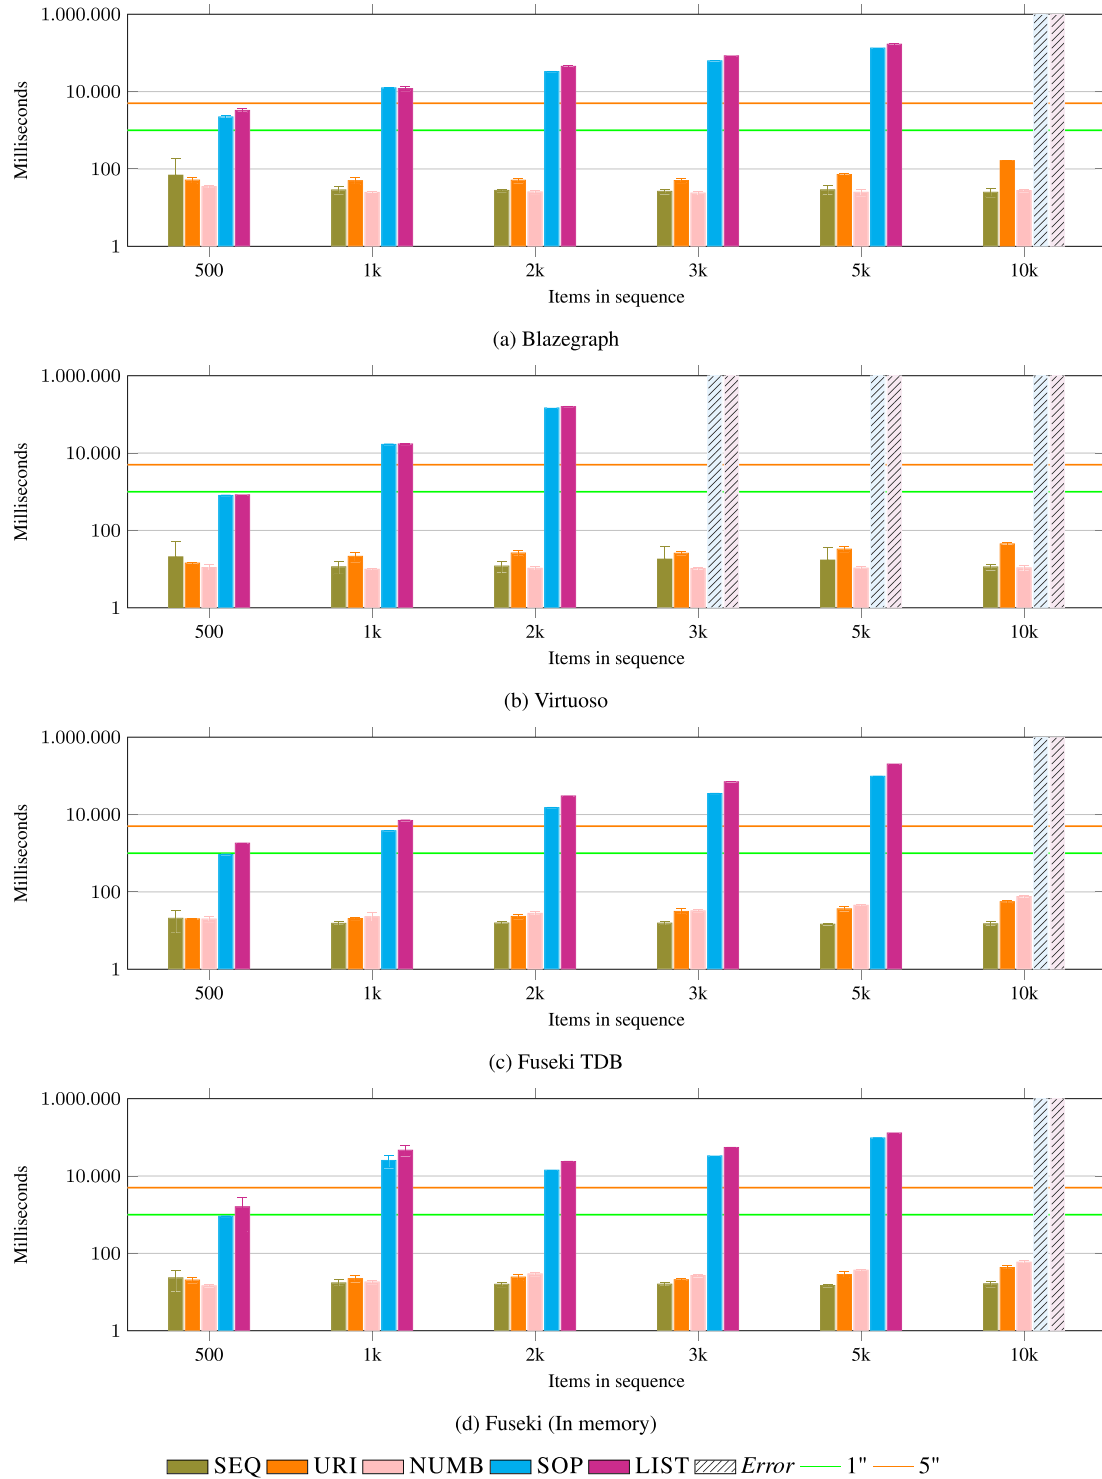 1.000.000
10.000
100
1
Milliseconds
500 1k 2k 3k 5k 10k
Items in sequence
(a) Blazegraph
1.000.000
10.000
100
1
Milliseconds
500 1k 2k 3k 5k 10k
Items in sequence
(b) Virtuoso
1.000.000
10.000
100
1
Milliseconds
500 1k 2k 3k 5k 10k
Items in sequence
(c) Fuseki TDB
1.000.000
10.000
100
1
Milliseconds
500 1k 2k 3k 5k 10k
Items in sequence
(d) Fuseki (In memory)
SEQ URI NUMB SOP LIST Error 1" 5"